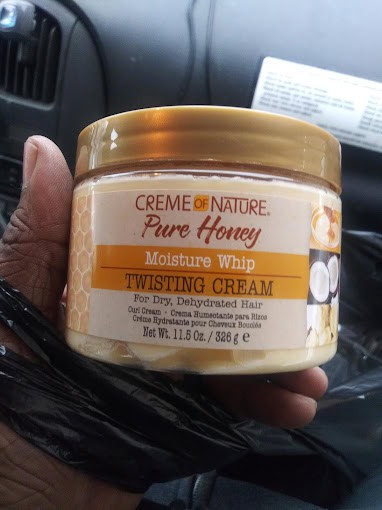 CREME OF NATURE®
Pure Honey
Moisture Whip
TWISTING CREAM
For Dry, Dehydrated Hair
Curl Cream - Crema Humectante para Rizos
Crème Hydratante pour Cheveux Bouclés
Net Wt. 11.5 Oz. / 326 g e